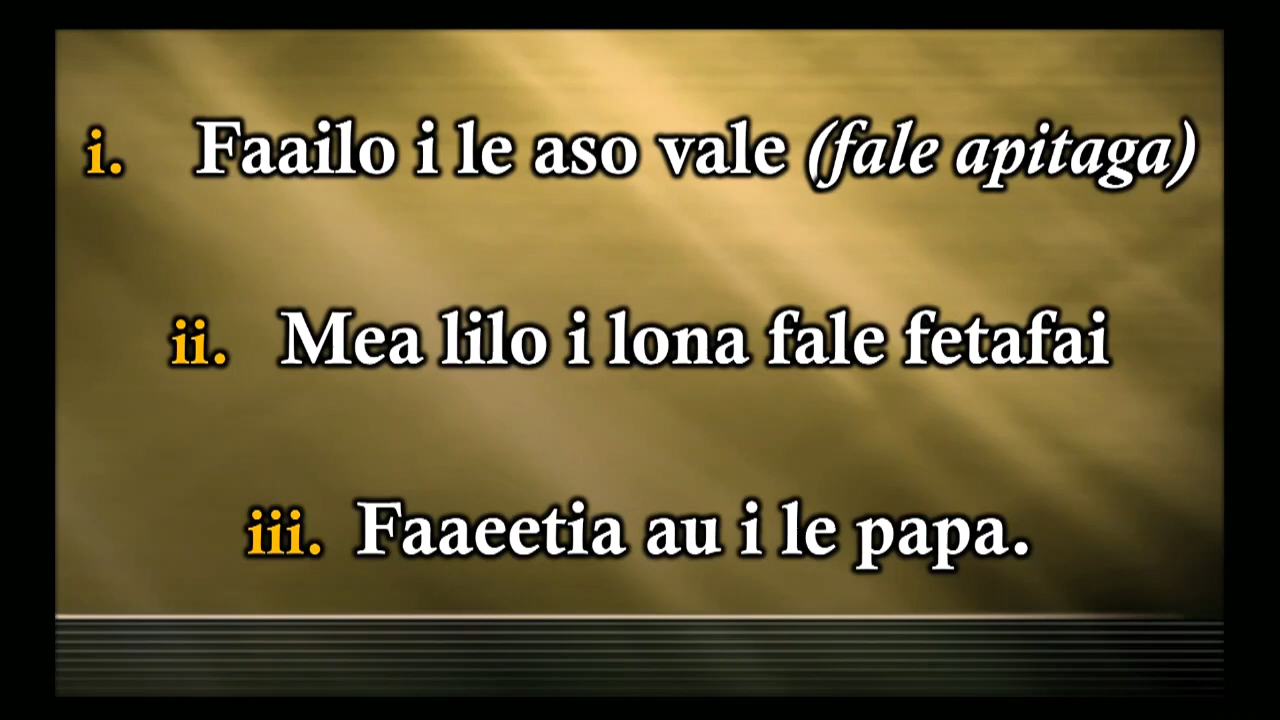 i. Faailo i le aso vale (fale apitaga)
ii. Mea lilo i lona fale fetafai
iii. Faaeetia au i le papa.